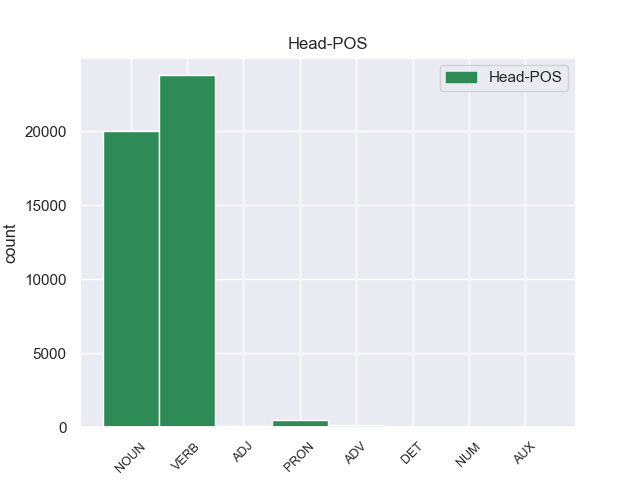 Head-POS
Head-POS
20000
15000
10000
5000
0
count
NOUN VERB ADJ PRON ADV DET NUM AUX